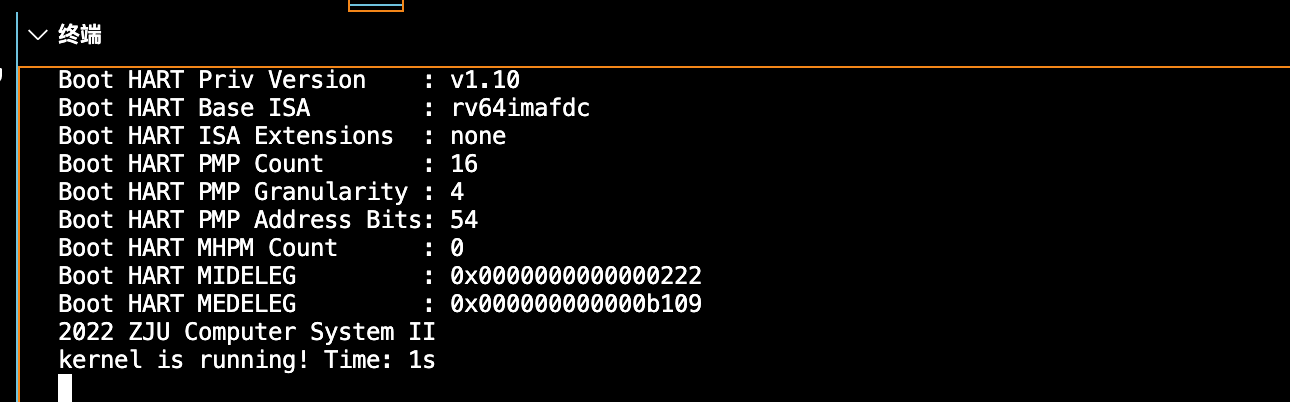 终端
Boot HART Priv Version    : v1.10
Boot HART Base ISA        : rv64imafdc
Boot HART ISA Extensions  : none
Boot HART PMP Count       : 16
Boot HART PMP Granularity : 4
Boot HART PMP Address Bits: 54
Boot HART MHPM Count      : 0
Boot HART MIDELEG         : 0x0000000000000222
Boot HART MEDELEG         : 0x000000000000b109
2022 ZJU Computer System II
kernel is running! Time: 1s